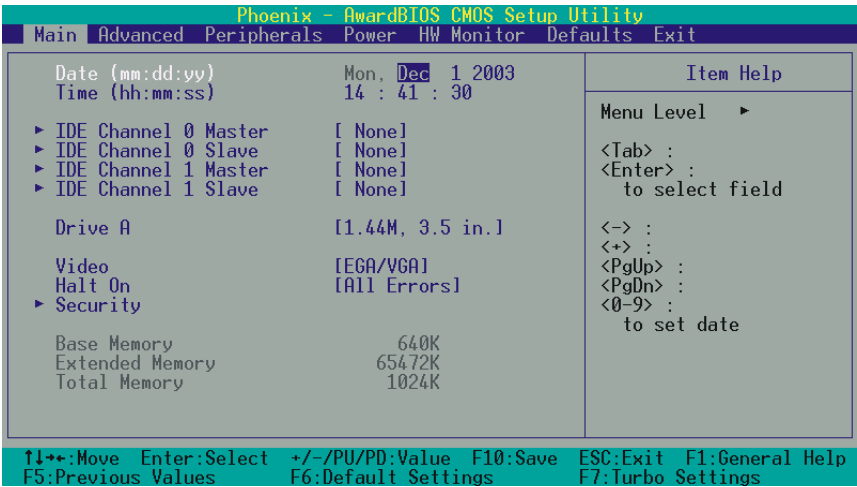 Phoenix - AwardBIOS CMOS Setup Utility
Main Advanced Peripherals Power HW Monitor Defaults Exit
Date (mm:dd:yy) Mon, Dec 1 2003
Time (hh:mm:ss) 14 : 41 : 30
► IDE Channel 0 Master [ None]
► IDE Channel 0 Slave [ None]
► IDE Channel 1 Master [ None]
► IDE Channel 1 Slave [ None]
Drive A [1.44M, 3.5 in.]
Video [EGA/VGA]
Halt On [All Errors]
► Security
Base Memory 640K
Extended Memory 65472K
Total Memory 1024K
Item Help
Menu Level ►
<Tab> :
<Enter> :
to select field
<-> :
<+> :
<PgUp> :
<PgDn> :
<0-9> :
to set date
↑↓→←:Move Enter:Select +/-/PU/PD:Value F10:Save ESC:Exit F1:General Help
F5:Previous Values F6:Default Settings F7:Turbo Settings